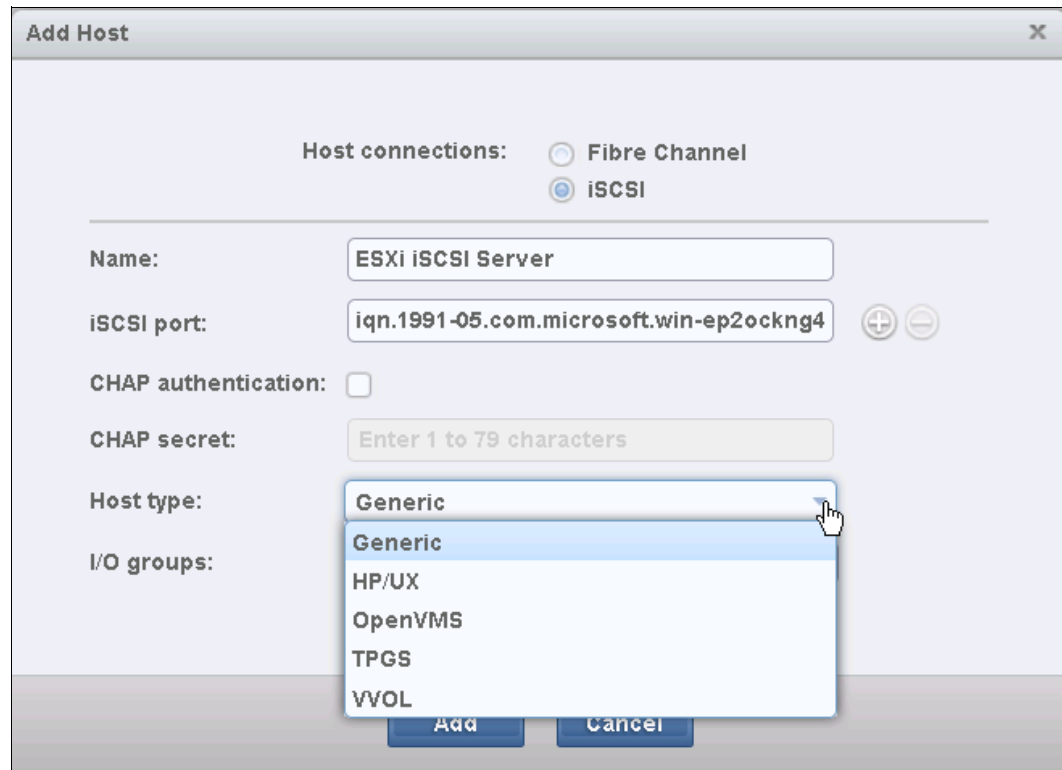 Add Host
x
Host connections: Fibre Channel
iSCSI
Name: ESXi iSCSI Server
iSCSI port: iqn.1991-05.com.microsoft.win-ep2ockng4
CHAP authentication:
CHAP secret: Enter 1 to 79 characters
Host type: Generic
Generic
I/O groups:
HP/UX
OpenVMS
TPGS
VVOL
Add Cancel